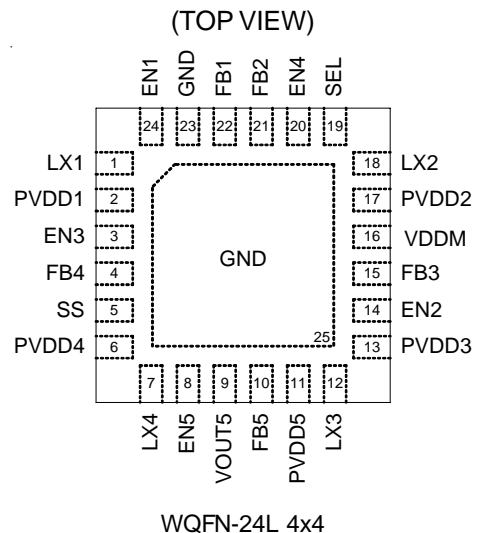 (TOP VIEW)
EN1
GND
FB1
FB2
EN4
SEL
24
23
22
21
20
19
LX1 1
PVDD1 2
EN3 3
FB4 4
SS 5
PVDD4 6
GND
25
18 LX2
17 PVDD2
16 VDDM
15 FB3
14 EN2
13 PVDD3
7
8
9
10
11
12
LX4
EN5
VOUT5
FB5
PVDD5
LX3
WQFN-24L 4x4